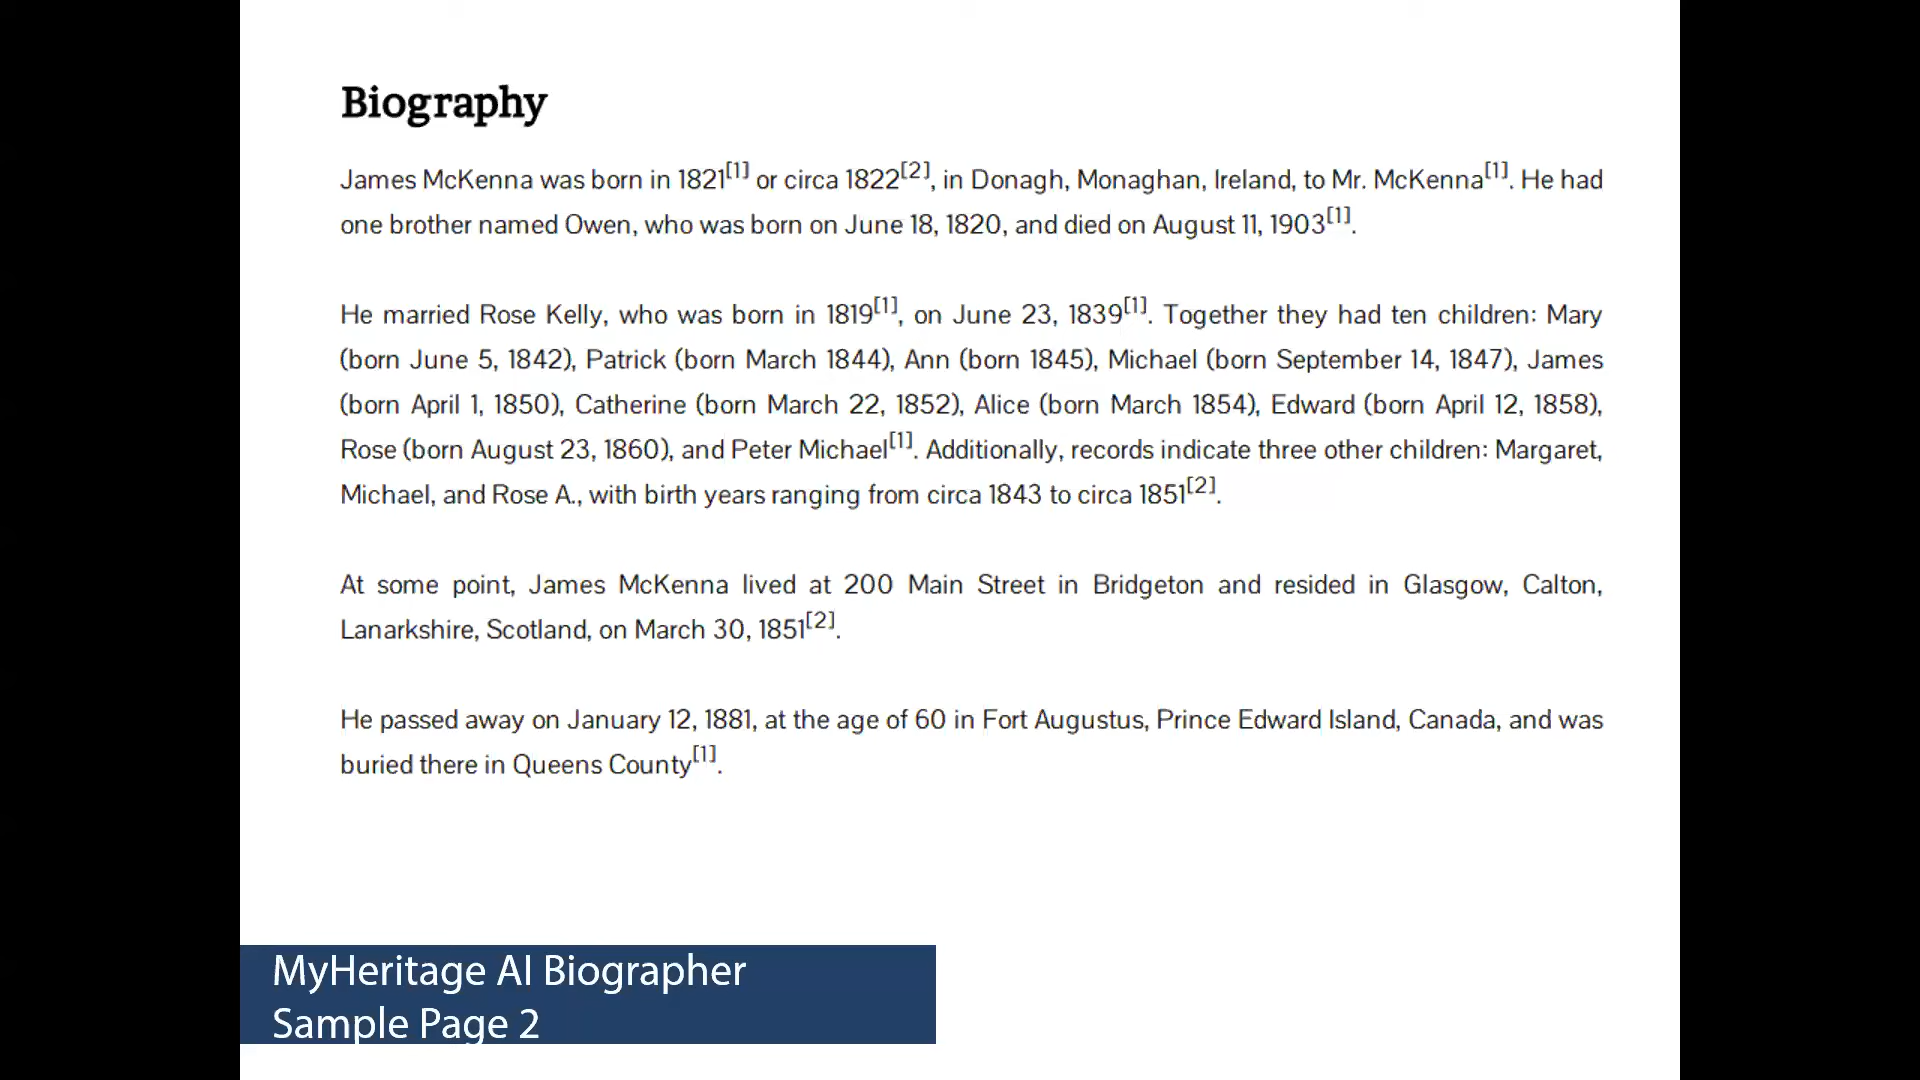 Biography
James McKenna was born in 1821[1] or circa 1822[2], in Donagh, Monaghan, Ireland, to Mr. McKenna[1]. He had
one brother named Owen, who was born on June 18, 1820, and died on August 11, 1903[1].
He married Rose Kelly, who was born in 1819[1], on June 23, 1839[1]. Together they had ten children: Mary
(born June 5, 1842), Patrick (born March 1844), Ann (born 1845), Michael (born September 14, 1847), James
(born April 1, 1850), Catherine (born March 22, 1852), Alice (born March 1854), Edward (born April 12, 1858),
Rose (born August 23, 1860), and Peter Michael[1]. Additionally, records indicate three other children: Margaret,
Michael, and Rose A., with birth years ranging from circa 1843 to circa 1851[2].
At some point, James McKenna lived at 200 Main Street in Bridgeton and resided in Glasgow, Calton,
Lanarkshire, Scotland, on March 30, 1851[2].
He passed away on January 12, 1881, at the age of 60 in Fort Augustus, Prince Edward Island, Canada, and was
buried there in Queens County[1].
MyHeritage AI Biographer
Sample Page 2